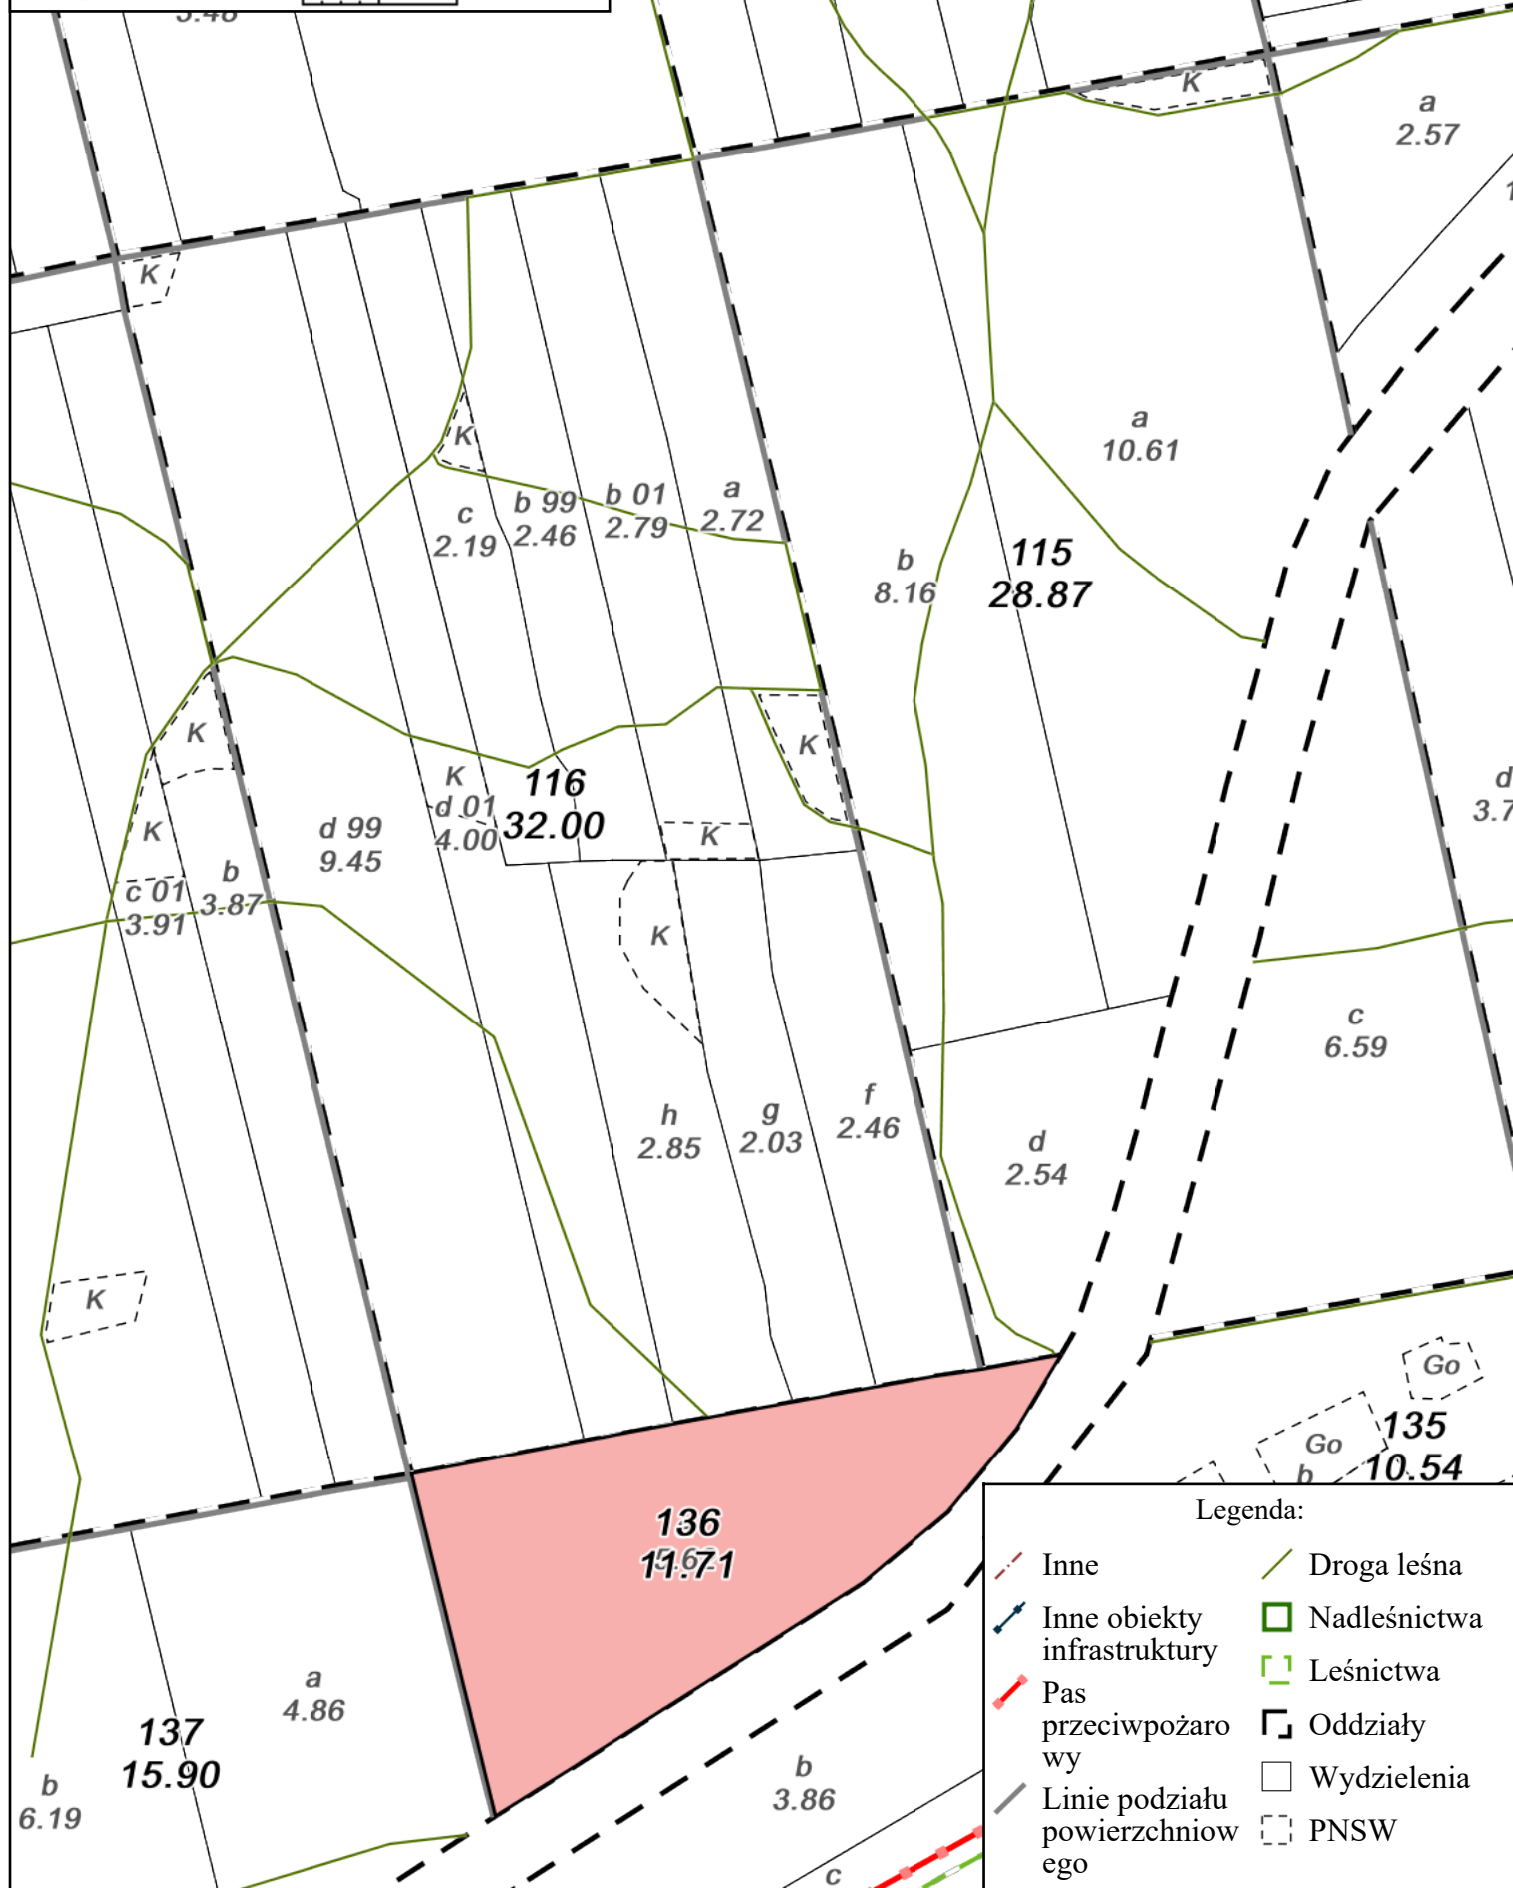 K
a
2.57
K
a
10.61
K
c
2.19
b 99
2.46
b 01
2.79
a
2.72
b
8.16
115
28.87
K
K
K
d 01
4.00
116
32.00
K
K
d 99
9.45
b
3.87
c 01
3.91
K
c
6.59
h
2.85
g
2.03
f
2.46
d
2.54
K
Go
Go
b
135
10.54
136
11.71
a
4.86
137
15.90
b
6.19
b
3.86
c
Legenda:
Inne
Inne obiekty
infrastruktury
Pas
przeciwpożaro
wy
Linie podziału
powierzchniow
ego
Droga leśna
Nadleśnictwa
Leśnictwa
Oddziały
Wydzielenia
PNSW